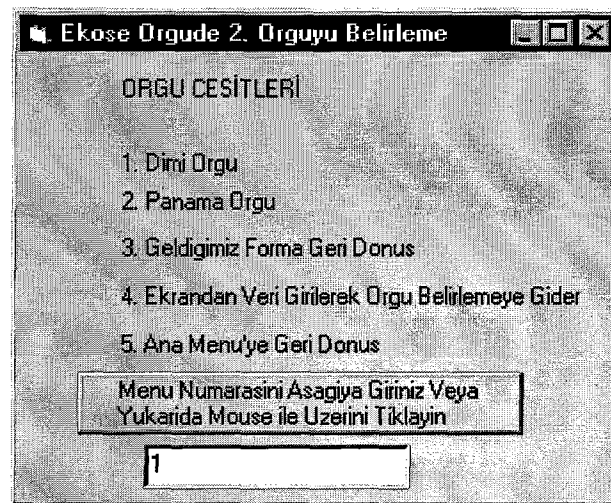 Ekose Orgude 2. Orguyu Belirleme
ORGU CESİTLERİ
1. Dimi Orgu
2. Panama Orgu
3. Geldigimiz Forma Geri Donus
4. Ekrandan Veri Girilerek Orgu Belirlemeye Gider
5. Ana Menu'ye Geri Donus
Menu Numarasini Asagiya Giriniz Veya
Yukarida Mouse ile Uzerini Tiklayin
1